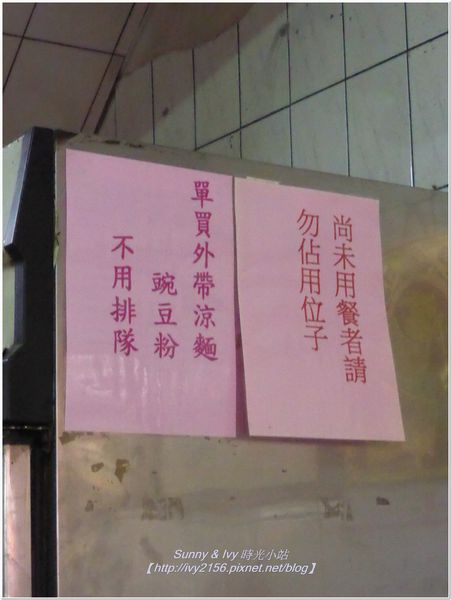 尚未用餐者請
勿佔用位子
單買外帶涼麵
豌豆粉
不用排隊
Sunny & Ivy 時光小站
【http://ivy2156.pixnet.net/blog】